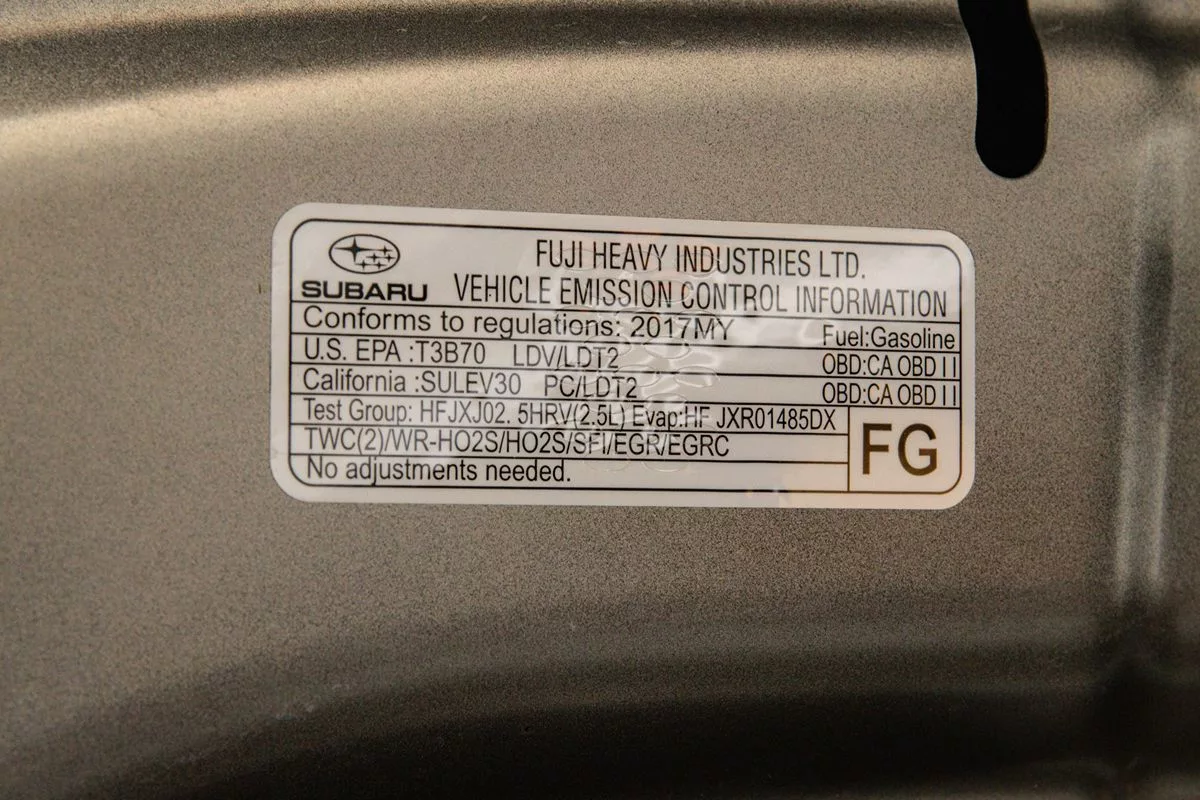 FUJI HEAVY INDUSTRIES LTD.
SUBARU VEHICLE EMISSION CONTROL INFORMATION
Conforms to regulations: 2017MY Fuel:Gasoline
U.S. EPA :T3B70 LDV/LDT2 OBD:CA OBD II
California :SULEV30 PC/LDT2 OBD:CA OBD II
Test Group: HFJXJ02. 5HRV(2.5L) Evap:HF JXR01485DX
TWC(2)/WR-HO2S/HO2S/SFI/EGR/EGRC
FG
No adjustments needed.